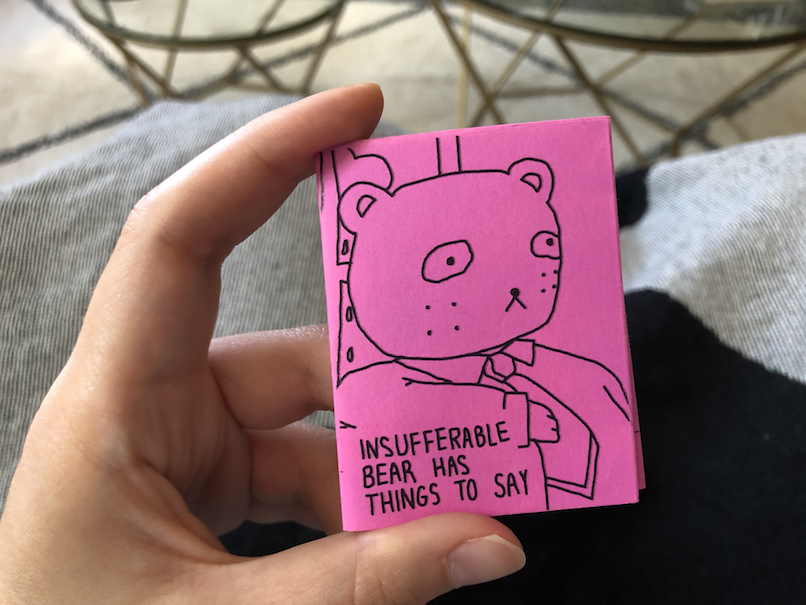 INSUFFERABLE
BEAR HAS
THINGS TO SAY